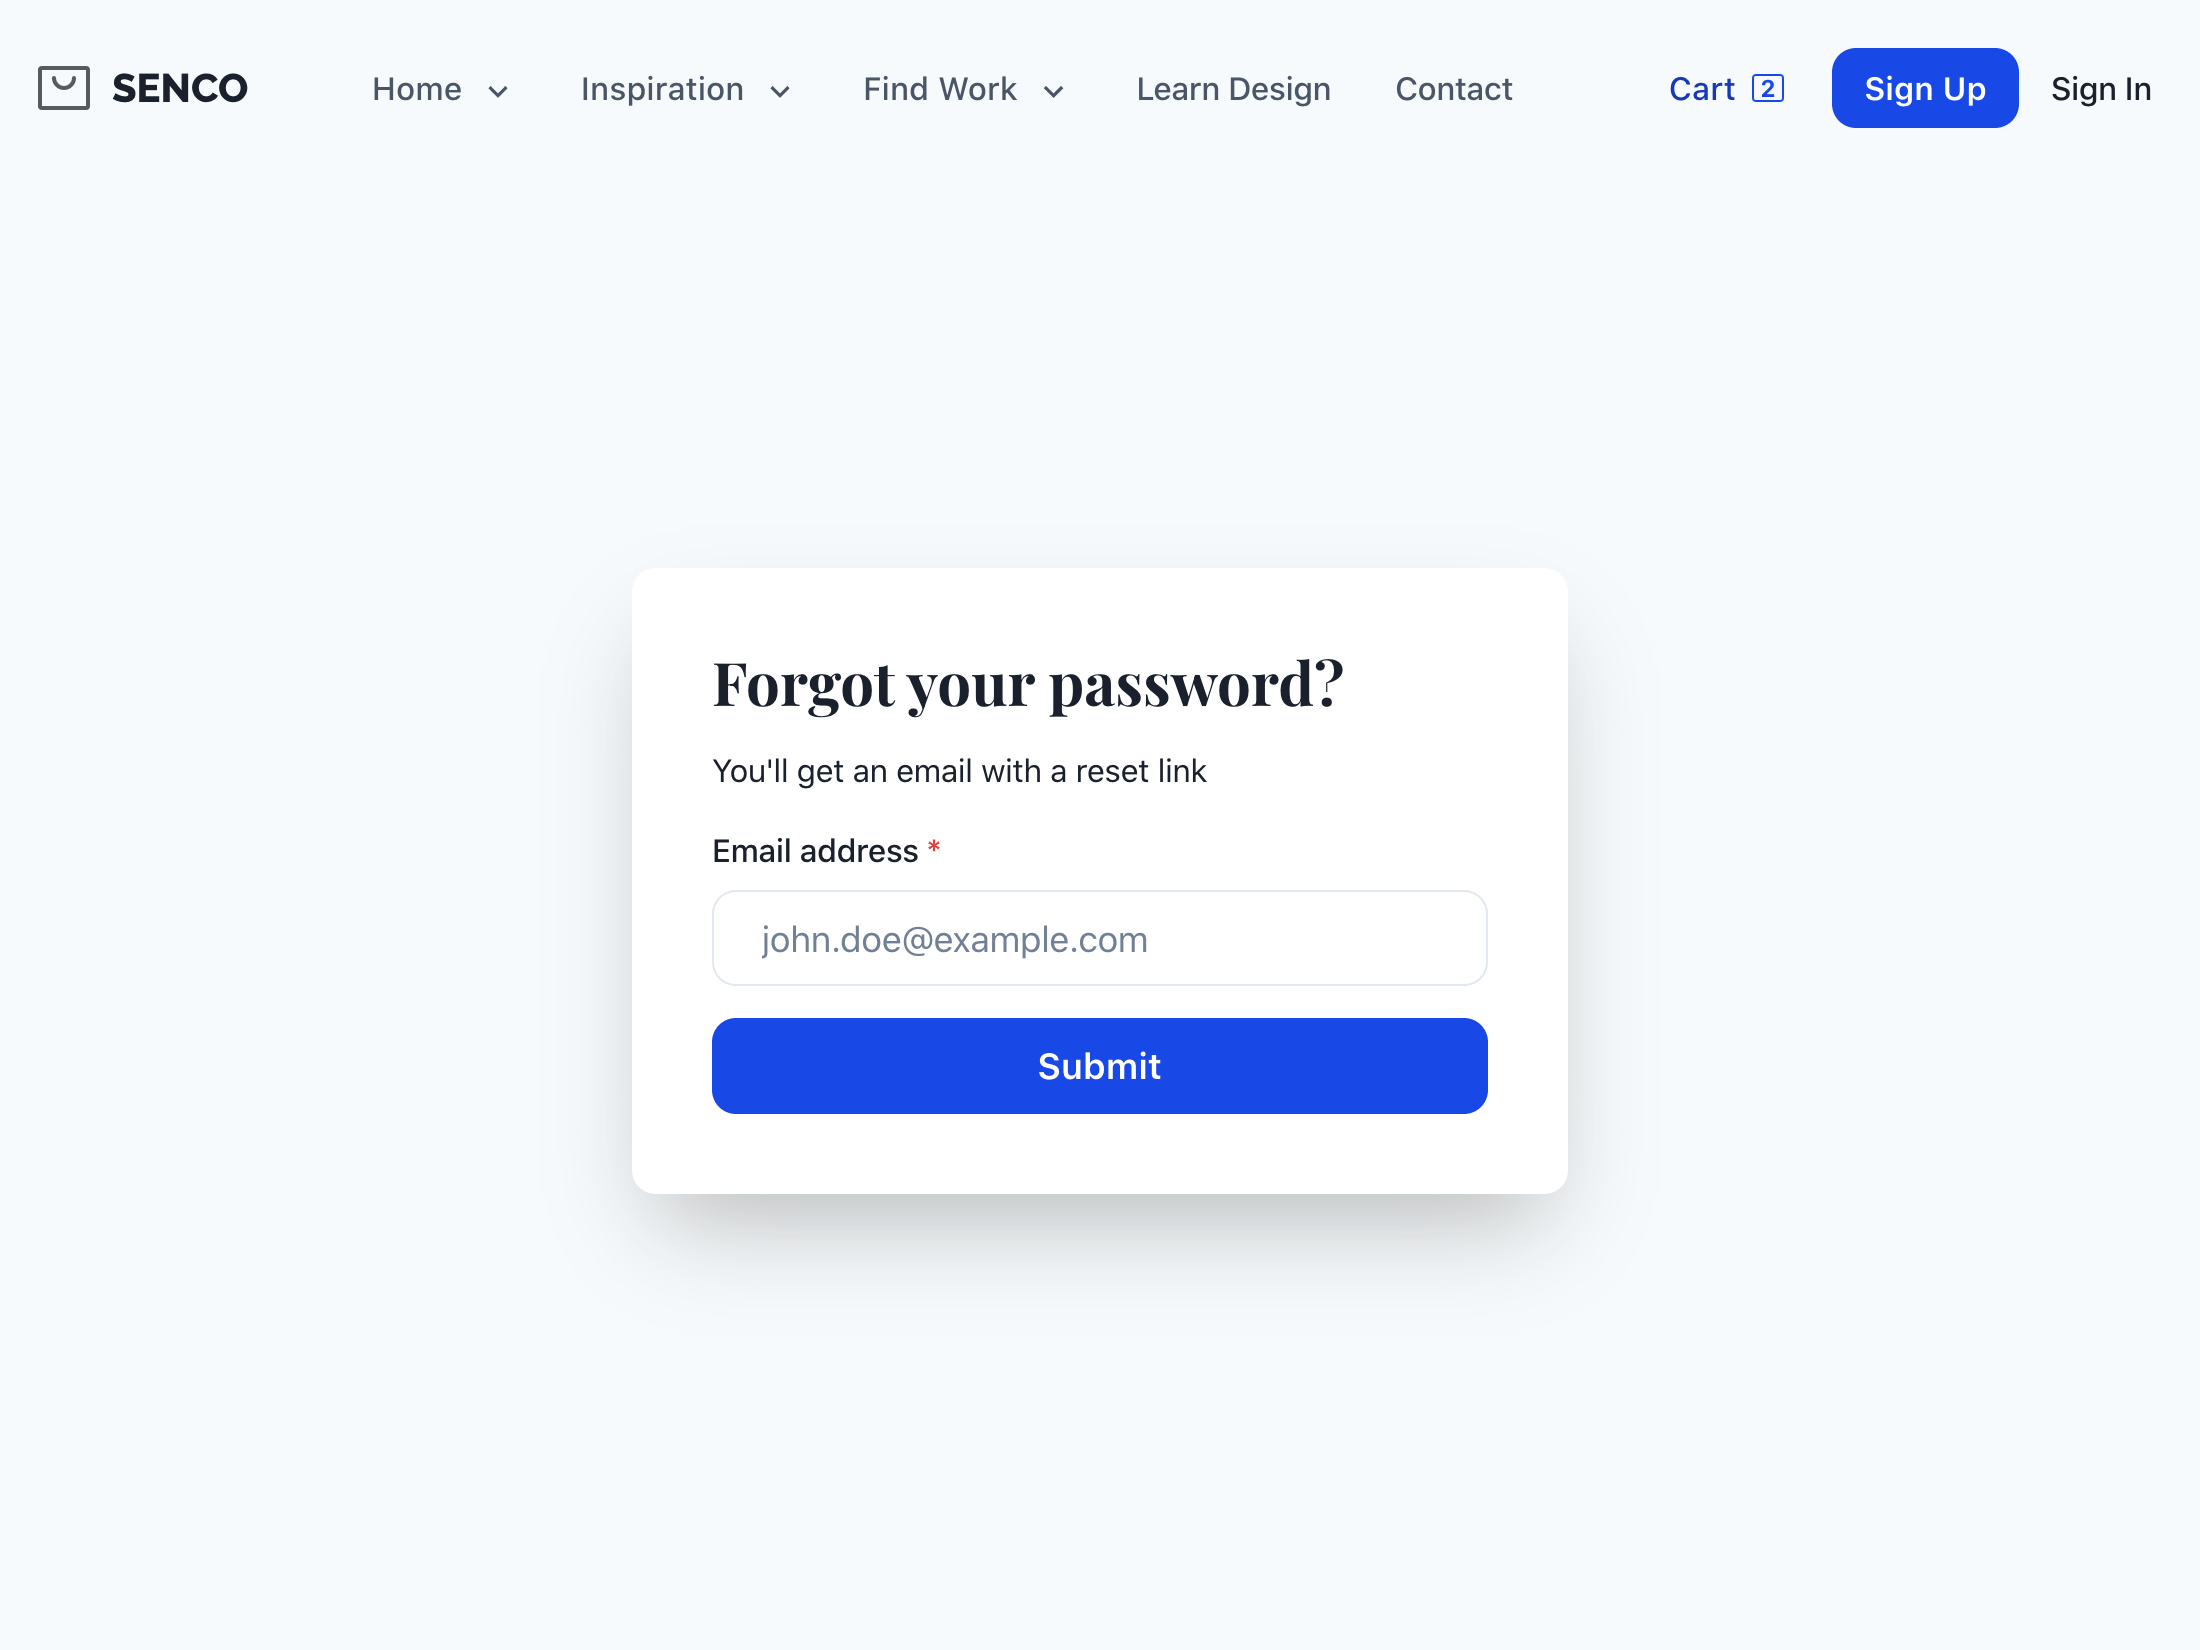 SENCO Home Inspiration Find Work Learn Design Contact Cart 2 Sign Up Sign In
Forgot your password?
You'll get an email with a reset link
Email address *
john.doe@example.com
Submit